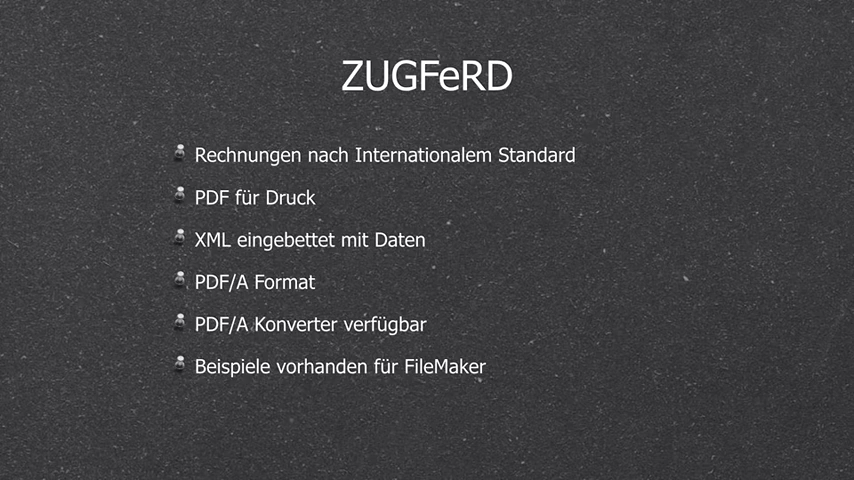 ZUGFeRD
Rechnungen nach Internationalem Standard
PDF für Druck
XML eingebettet mit Daten
PDF/A Format
PDF/A Konverter verfügbar
Beispiele vorhanden für FileMaker